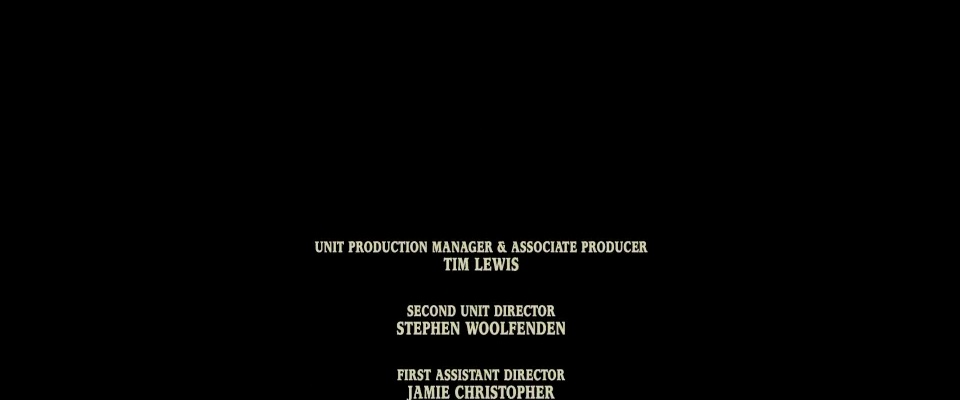 UNIT PRODUCTION MANAGER & ASSOCIATE PRODUCER
TIM LEWIS
SECOND UNIT DIRECTOR
STEPHEN WOOLFENDEN
FIRST ASSISTANT DIRECTOR
JAMIE CHRISTOPHER